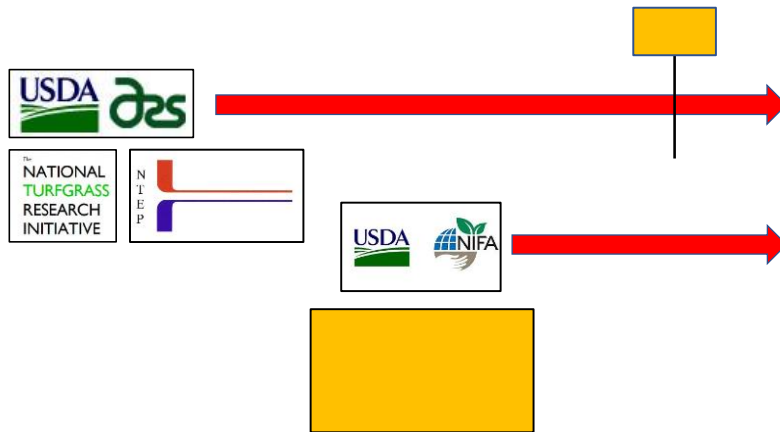 USDA ars
The
NATIONAL
TURFGRASS
RESEARCH
INITIATIVE
N
T
E
P
USDA NIFA